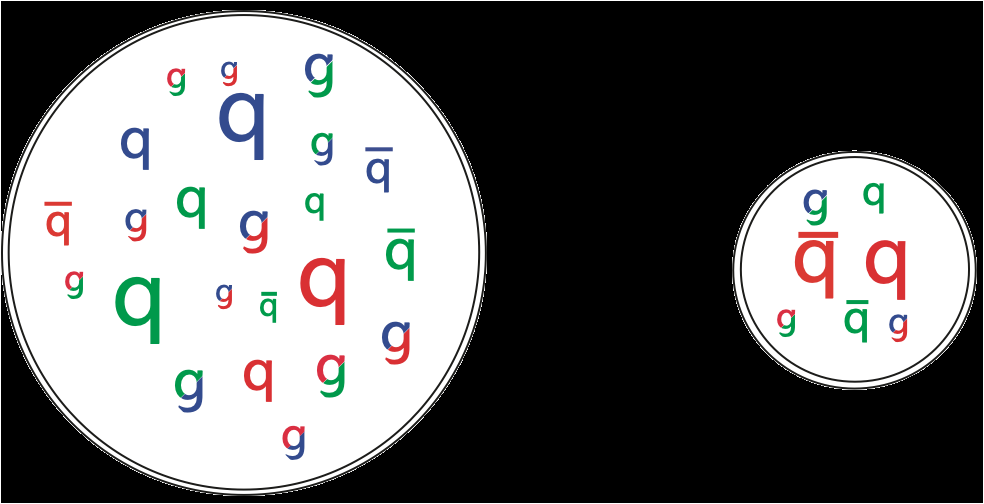 g g g
q
q g q̄
q̄ g q g q q̄
g q g q̄ q
g
g q g
g
g q
q̄ q
g q̄ g